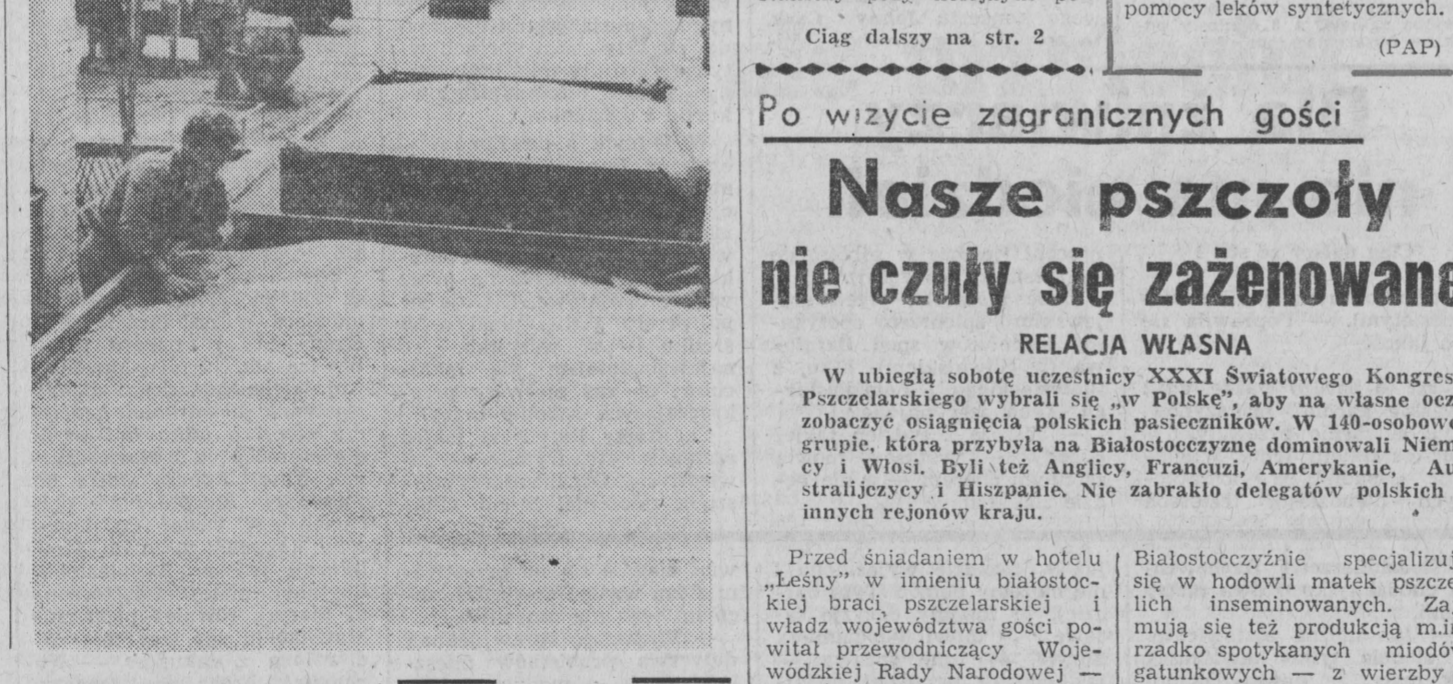 Ciąg dalszy na str. 2
pomocy leków syntetycznych.
(PAP)
Po wizycie zagranicznych gości
Nasze pszczoły
nie czuły się zażenowane
RELACJA WŁASNA
W ubiegłą sobotę uczestnicy XXXI Światowego Kongres
Pszczelarskiego wybrali się „w Polskę”, aby na własne ocz
zobaczyć osiągnięcia polskich pasieczników. W 140-osobowe
grupie, która przybyła na Białostocczyznę dominowali Niem
cy i Włosi. Byli też Anglicy, Francuzi, Amerykanie, Au
stralijczycy i Hiszpanie. Nie zabrakło delegatów polskich
innych rejonów kraju.
Przed śniadaniem w hotelu
„Leśny” w imieniu białostoc-
kiej braci pszczelarskiej i
władz województwa gości po-
witał przewodniczący Woje-
wódzkiej Rady Narodowej —
Białostocczyźnie specjalizuj
się w hodowli matek pszcze
lich inseminowanych. Za
mują się też produkcją m.in
rzadko spotykanych miodów
gatunkowych — z wierzby